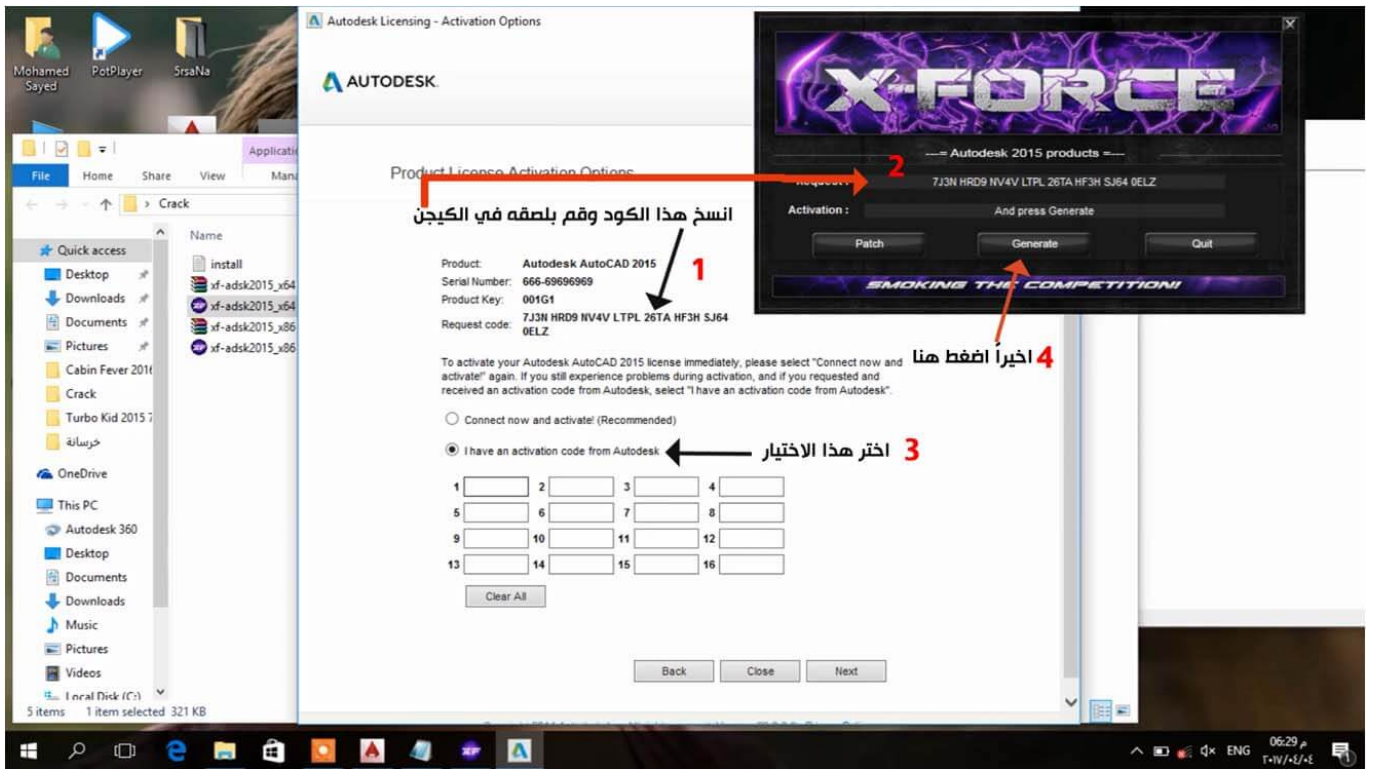 Mohamed Sayed
PotPlayer
SrsaNa
Autodesk Licensing - Activation Options
AUTODESK.
X-FORCE
---= Autodesk 2015 products =---
Request :
7J3N HRD9 NV4V LTPL 26TA HF3H SJ64 0ELZ
Activation :
And press Generate
Patch
Generate
Quit
SMOKING THE COMPETITION!
File
Home
Share
View
Crack
Name
Quick access
Desktop
Downloads
Documents
Pictures
Cabin Fever 2016
Crack
Turbo Kid 2015 7
خرسانة
OneDrive
This PC
Autodesk 360
Desktop
Documents
Downloads
Music
Pictures
Videos
Local Disk (C:)
5 items 1 item selected 321 KB
install
xf-adsk2015_x64
xf-adsk2015_x64
xf-adsk2015_x86
xf-adsk2015_x86
Product License Activation Options
2
انسخ هذا الكود وقم بلصقه في الكيجن
1
Product: Autodesk AutoCAD 2015
Serial Number: 666-69696969
Product Key: 001G1
Request code: 7J3N HRD9 NV4V LTPL 26TA HF3H SJ64
0ELZ
4 اخيراً اضغط هنا
To activate your Autodesk AutoCAD 2015 license immediately, please select "Connect now and
activate!" again. If you still experience problems during activation, and if you requested and
received an activation code from Autodesk, select "I have an activation code from Autodesk".
Connect now and activate! (Recommended)
I have an activation code from Autodesk
3 اختر هذا الاختيار
1 2 3 4
5 6 7 8
9 10 11 12
13 14 15 16
Clear All
Back
Close
Next
ENG
06:29 م
٢٠١٧/٠٤/٠٤